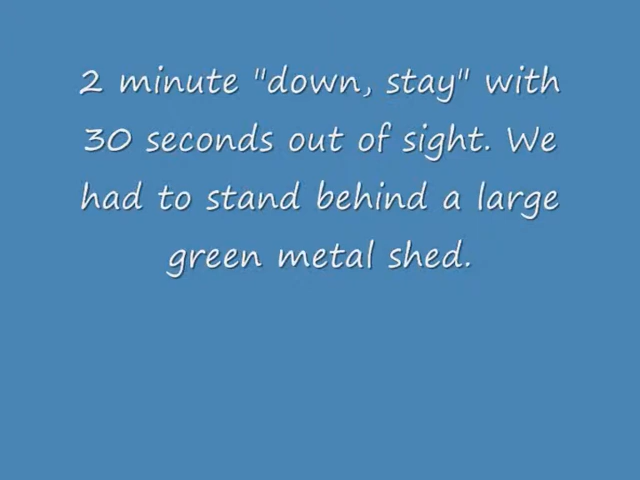 2 minute "down, stay" with
30 seconds out of sight. We
had to stand behind a large
green metal shed.